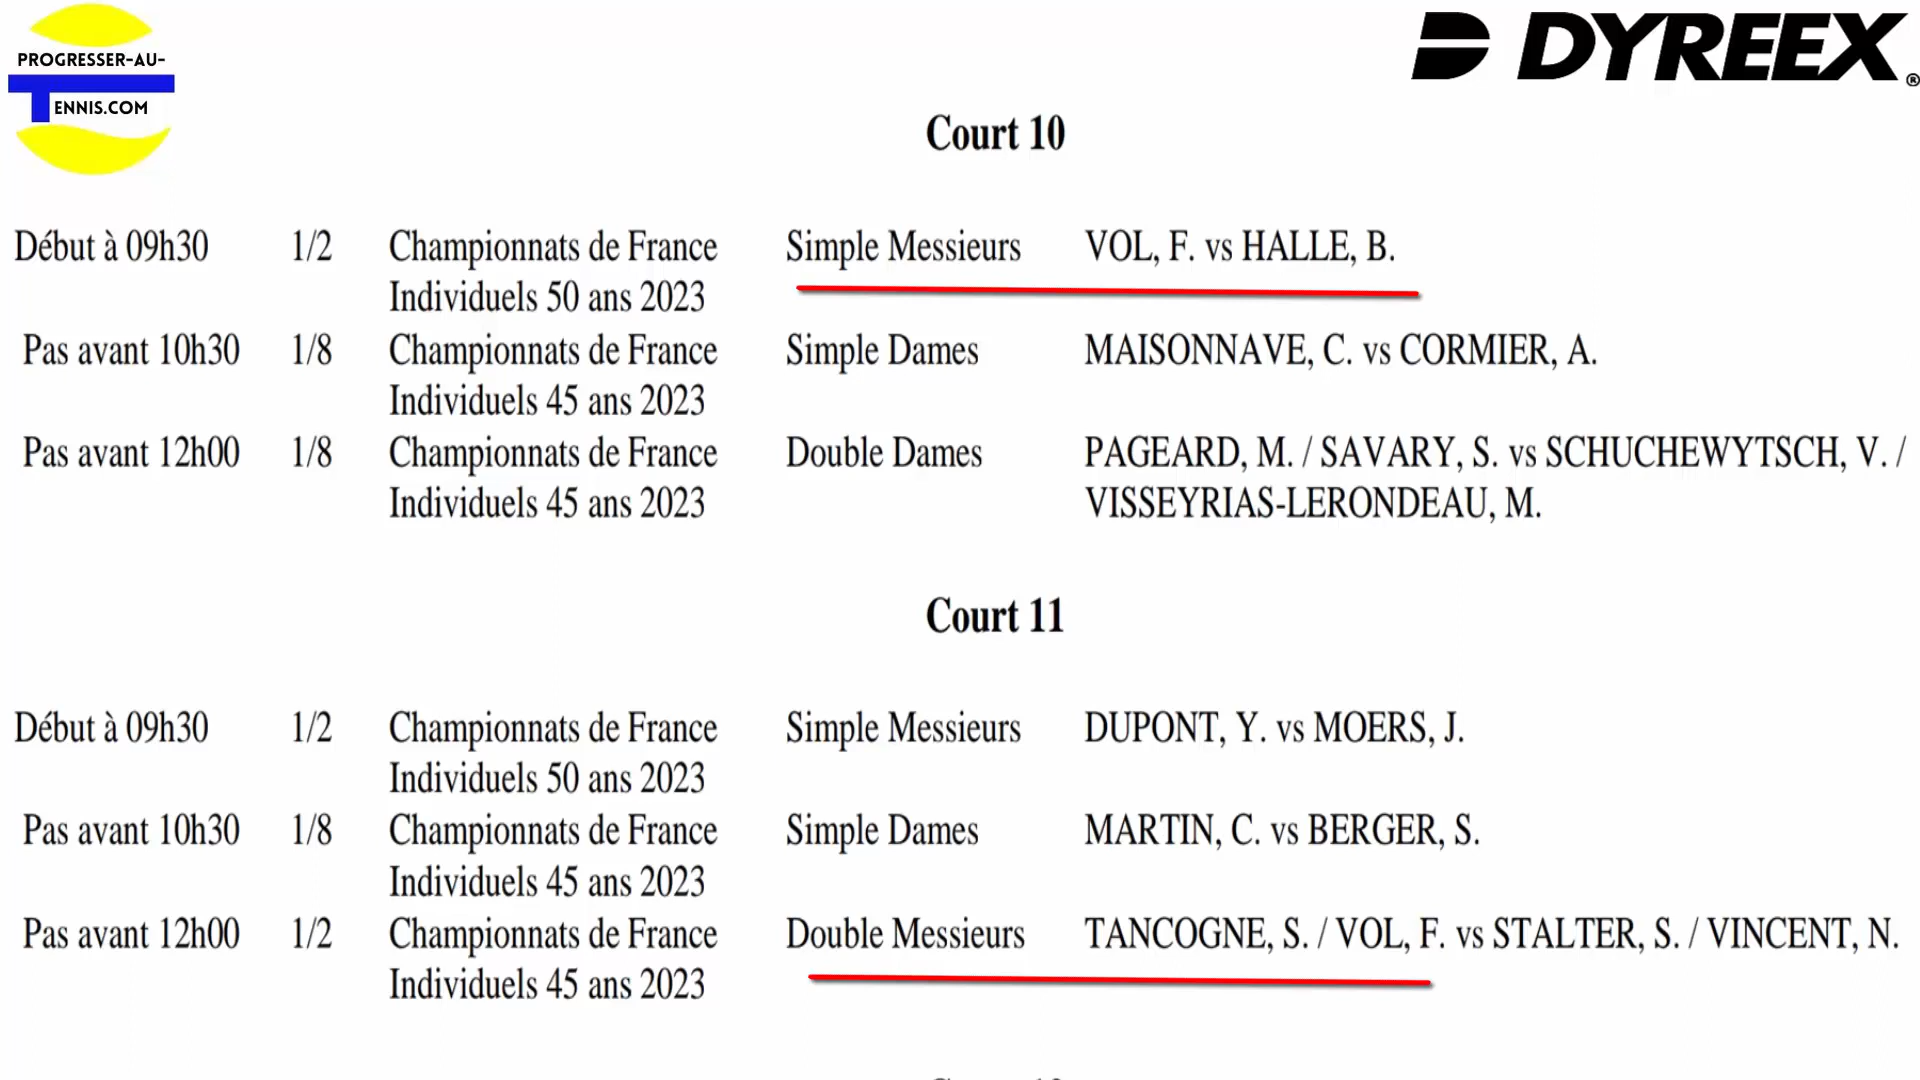 PROGRESSER-AU-
TENNIS.COM
DYREEX®
Court 10
Début à 09h30 1/2 Championnats de France Simple Messieurs VOL, F. vs HALLE, B.
Individuels 50 ans 2023
Pas avant 10h30 1/8 Championnats de France Simple Dames MAISONNAVE, C. vs CORMIER, A.
Individuels 45 ans 2023
Pas avant 12h00 1/8 Championnats de France Double Dames PAGEARD, M. / SAVARY, S. vs SCHUCHEWYTSCH, V. /
Individuels 45 ans 2023 VISSEYRIAS-LERONDEAU, M.
Court 11
Début à 09h30 1/2 Championnats de France Simple Messieurs DUPONT, Y. vs MOERS, J.
Individuels 50 ans 2023
Pas avant 10h30 1/8 Championnats de France Simple Dames MARTIN, C. vs BERGER, S.
Individuels 45 ans 2023
Pas avant 12h00 1/2 Championnats de France Double Messieurs TANCOGNE, S. / VOL, F. vs STALTER, S. / VINCENT, N.
Individuels 45 ans 2023